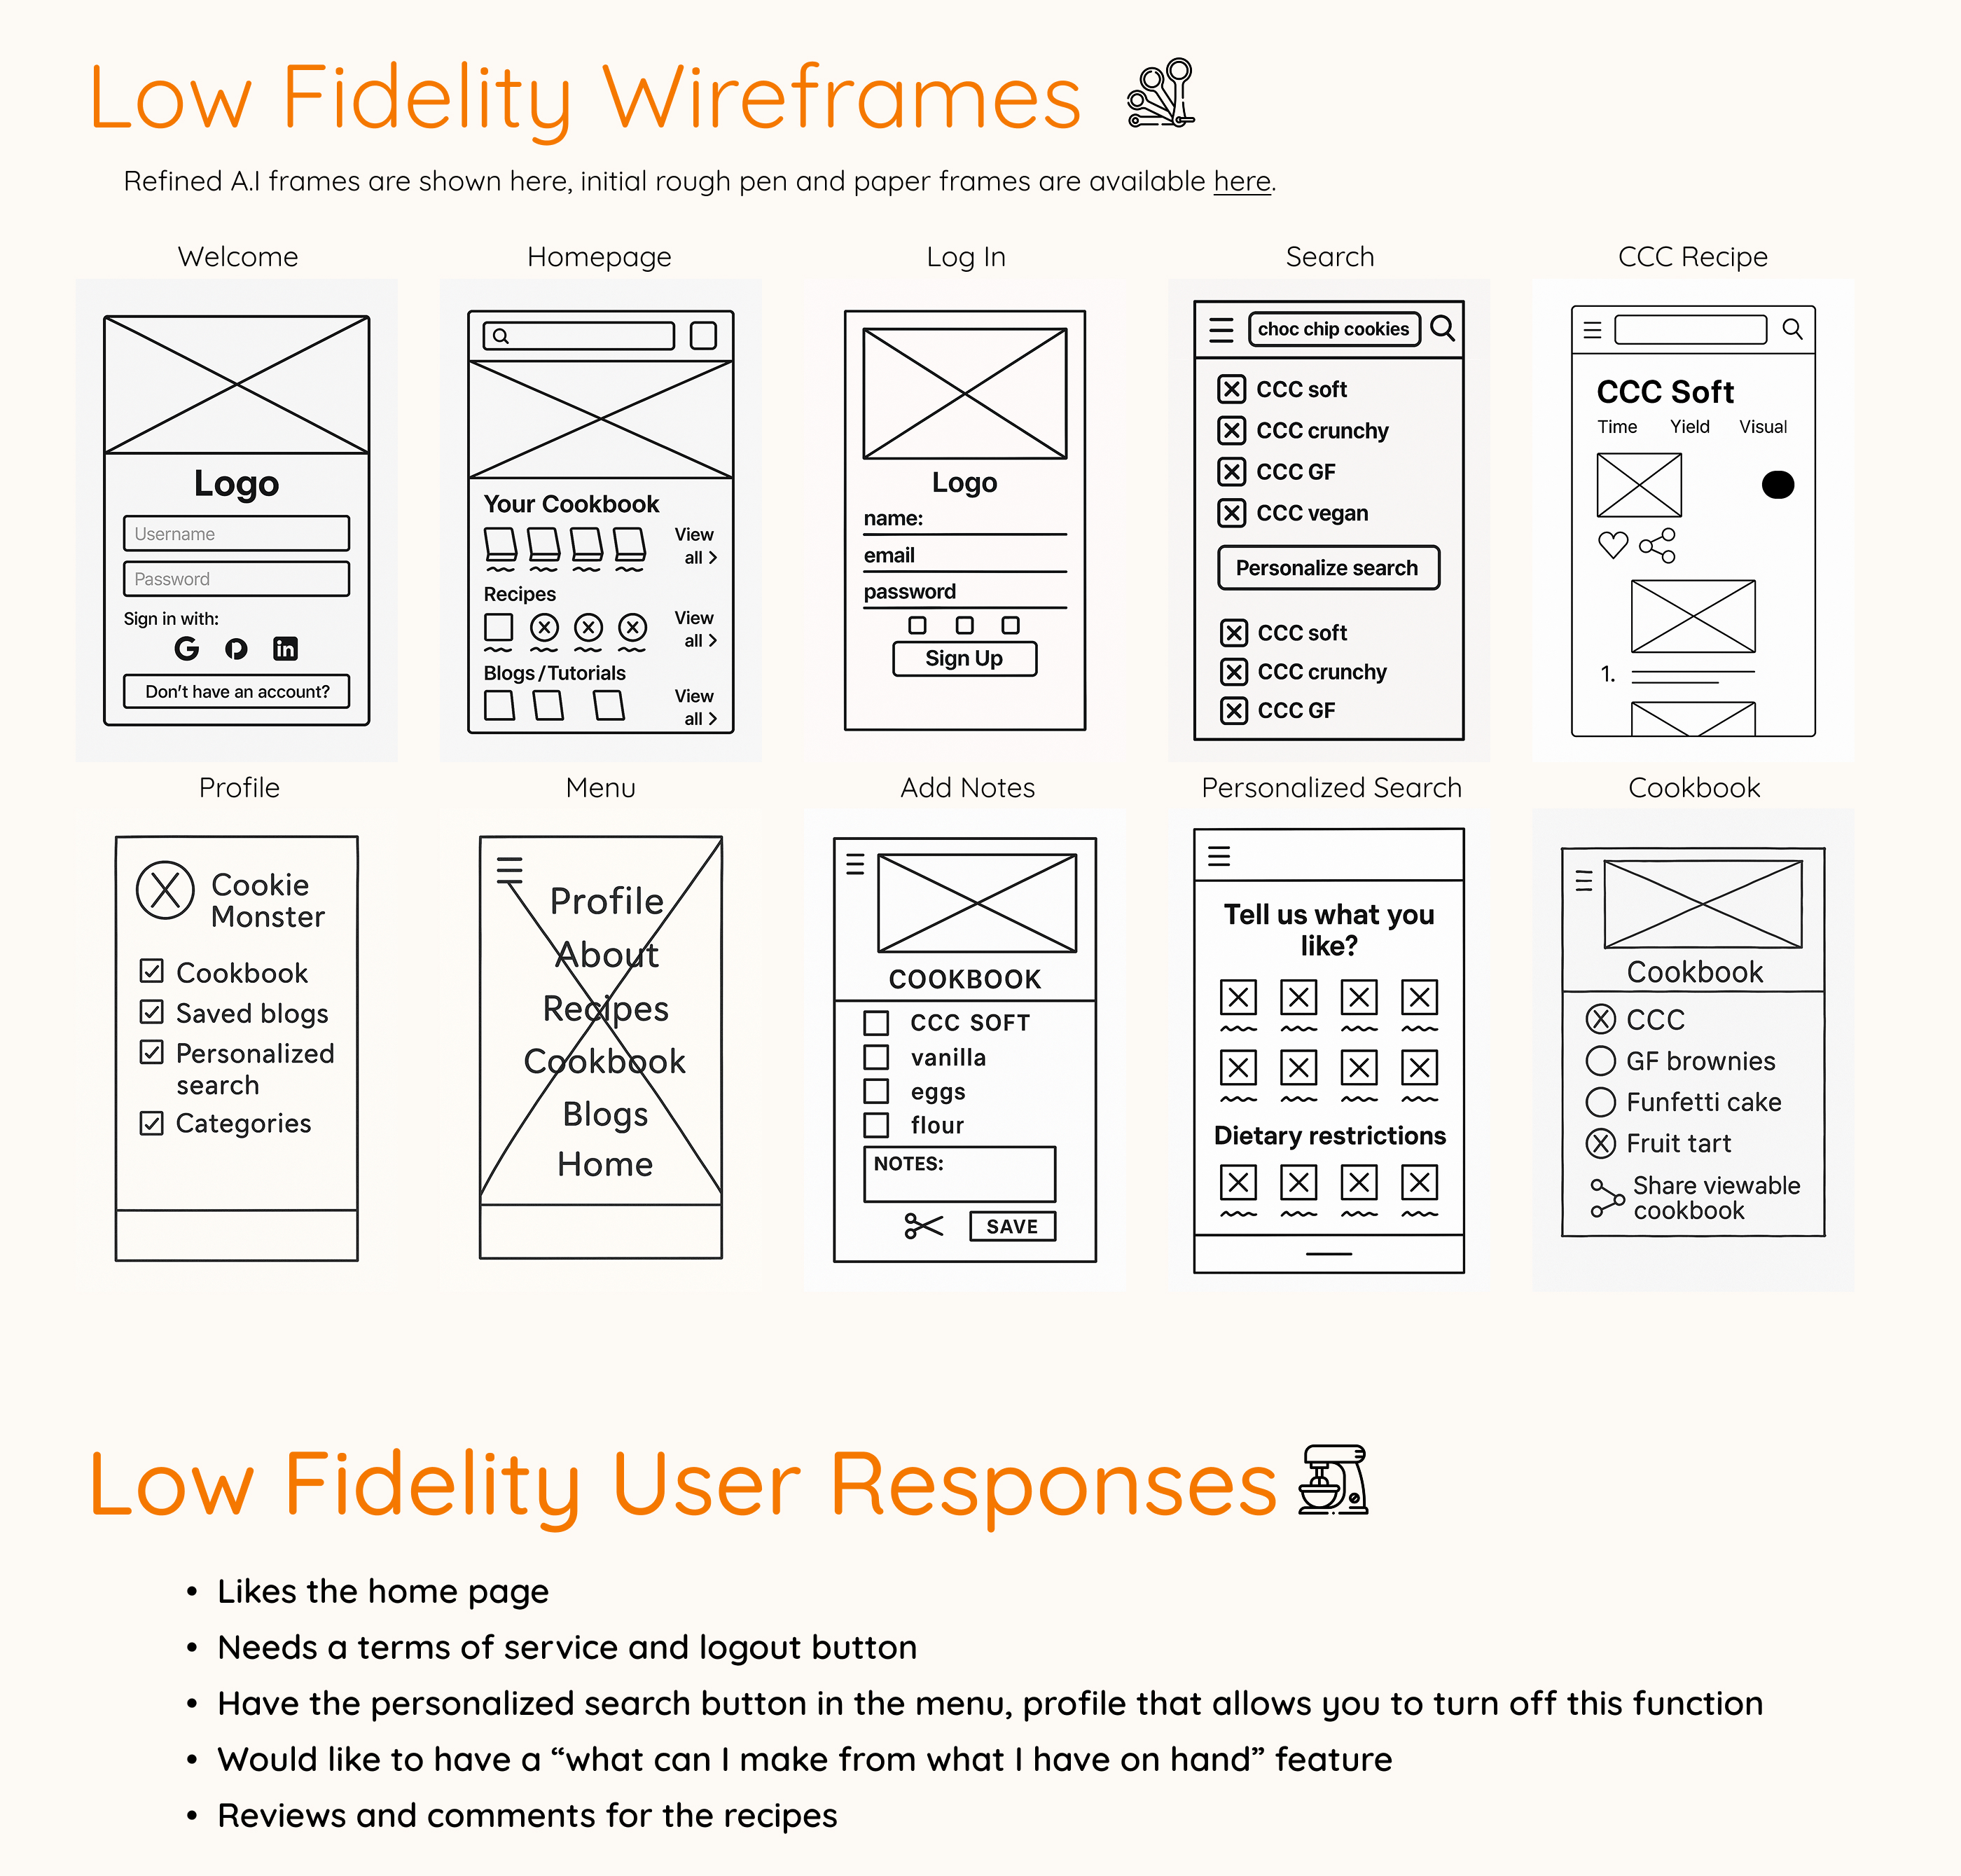 Low Fidelity Wireframes
Refined A.I frames are shown here, initial rough pen and paper frames are available here.
Welcome
Logo
Username
Password
Sign in with:
G
in
Don't have an account?
Homepage
Your Cookbook
View
all >
Recipes
View
all >
Blogs/Tutorials
View
all >
Log In
Logo
name:
email
password
Sign Up
Search
choc chip cookies
CCC soft
CCC crunchy
CCC GF
CCC vegan
Personalize search
CCC soft
CCC crunchy
CCC GF
CCC Recipe
CCC Soft
Time Yield Visual
1.
Profile
Cookie
Monster
Cookbook
Saved blogs
Personalized
search
Categories
Menu
Profile
About
Recipes
Cookbook
Blogs
Home
Add Notes
COOKBOOK
CCC SOFT
vanilla
eggs
flour
NOTES:
SAVE
Personalized Search
Tell us what you
like?
Dietary restrictions
Cookbook
Cookbook
CCC
GF brownies
Funfetti cake
Fruit tart
Share viewable
cookbook
Low Fidelity User Responses
• Likes the home page
• Needs a terms of service and logout button
• Have the personalized search button in the menu, profile that allows you to turn off this function
• Would like to have a “what can I make from what I have on hand” feature
• Reviews and comments for the recipes